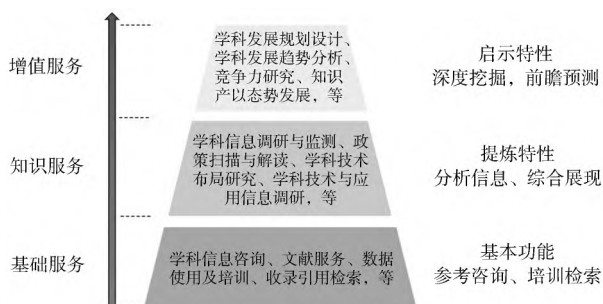 学科发展规划设计、
学科发展趋势分析、
竞争力研究、知识
产以态势发展，等
增值服务
启示特性
深度挖掘，前瞻预测
学科信息调研与监测、政
策扫描与解读、学科技术
布局研究、学科技术与应
用信息调研，等
知识服务
提炼特性
分析信息、综合展现
学科信息咨询、文献服务、数据
使用及培训、收录引用检索，等
基础服务
基本功能
参考咨询、培训检索